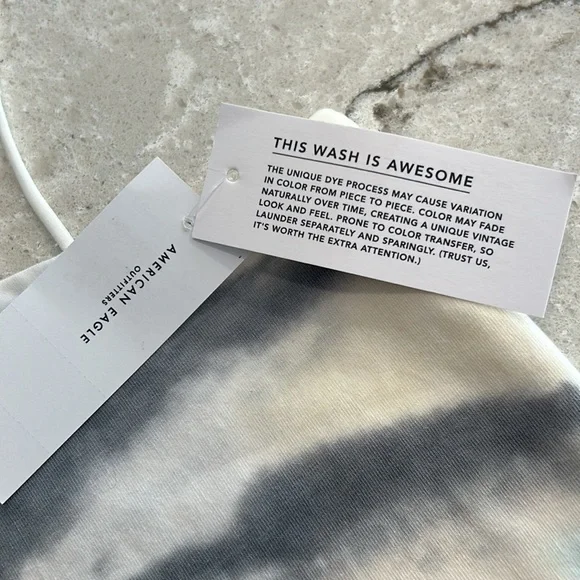 THIS WASH IS AWESOME
THE UNIQUE DYE PROCESS MAY CAUSE VARIATION
IN COLOR FROM PIECE TO PIECE. COLOR MAY FADE
NATURALLY OVER TIME, CREATING A UNIQUE VINTAGE
LOOK AND FEEL. PRONE TO COLOR TRANSFER, SO
LAUNDER SEPARATELY AND SPARINGLY. (TRUST US,
IT'S WORTH THE EXTRA ATTENTION.)
AMERICAN EAGLE
OUTFITTERS